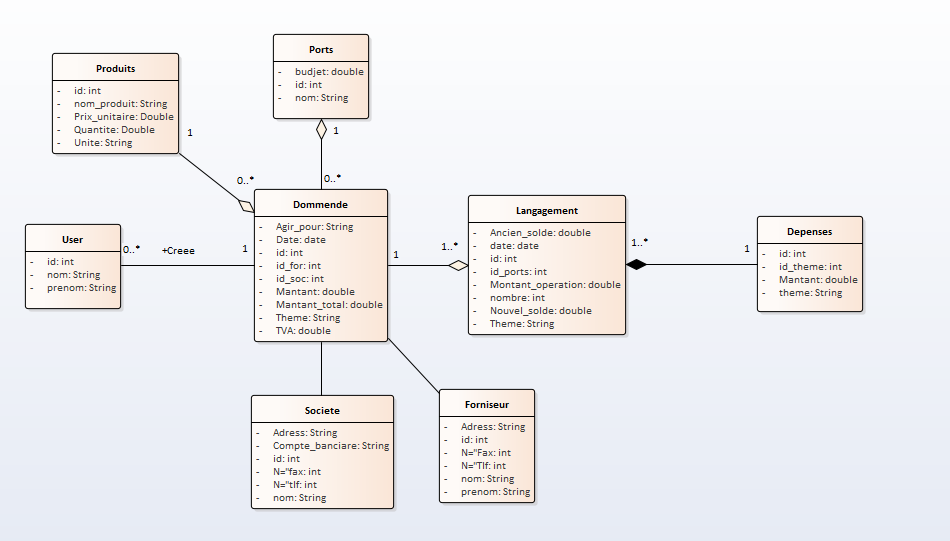 Ports
- budjet: double
- id: int
- nom: String
1
0..*
Produits
- id: int
- nom_produit: String
- Prix_unitaire: Double
- Quantite: Double
- Unite: String
1
0..*
Dommende
- Agir_pour: String
- Date: date
- id: int
- id_for: int
- id_soc: int
- Mantant: double
- Mantant_total: double
- Theme: String
- TVA: double
User
- id: int
- nom: String
- prenom: String
0..* +Creee 1
1 1..*
Langagement
- Ancien_solde: double
- date: date
- id: int
- id_ports: int
- Montant_operation: double
- nombre: int
- Nouvel_solde: double
- Theme: String
1..* 1
Depenses
- id: int
- id_theme: int
- Mantant: double
- theme: String
Societe
- Adress: String
- Compte_banciare: String
- id: int
- N="fax: int
- N="tlf: int
- nom: String
Forniseur
- Adress: String
- id: int
- N="Fax: int
- N="Tlf: int
- nom: String
- prenom: String